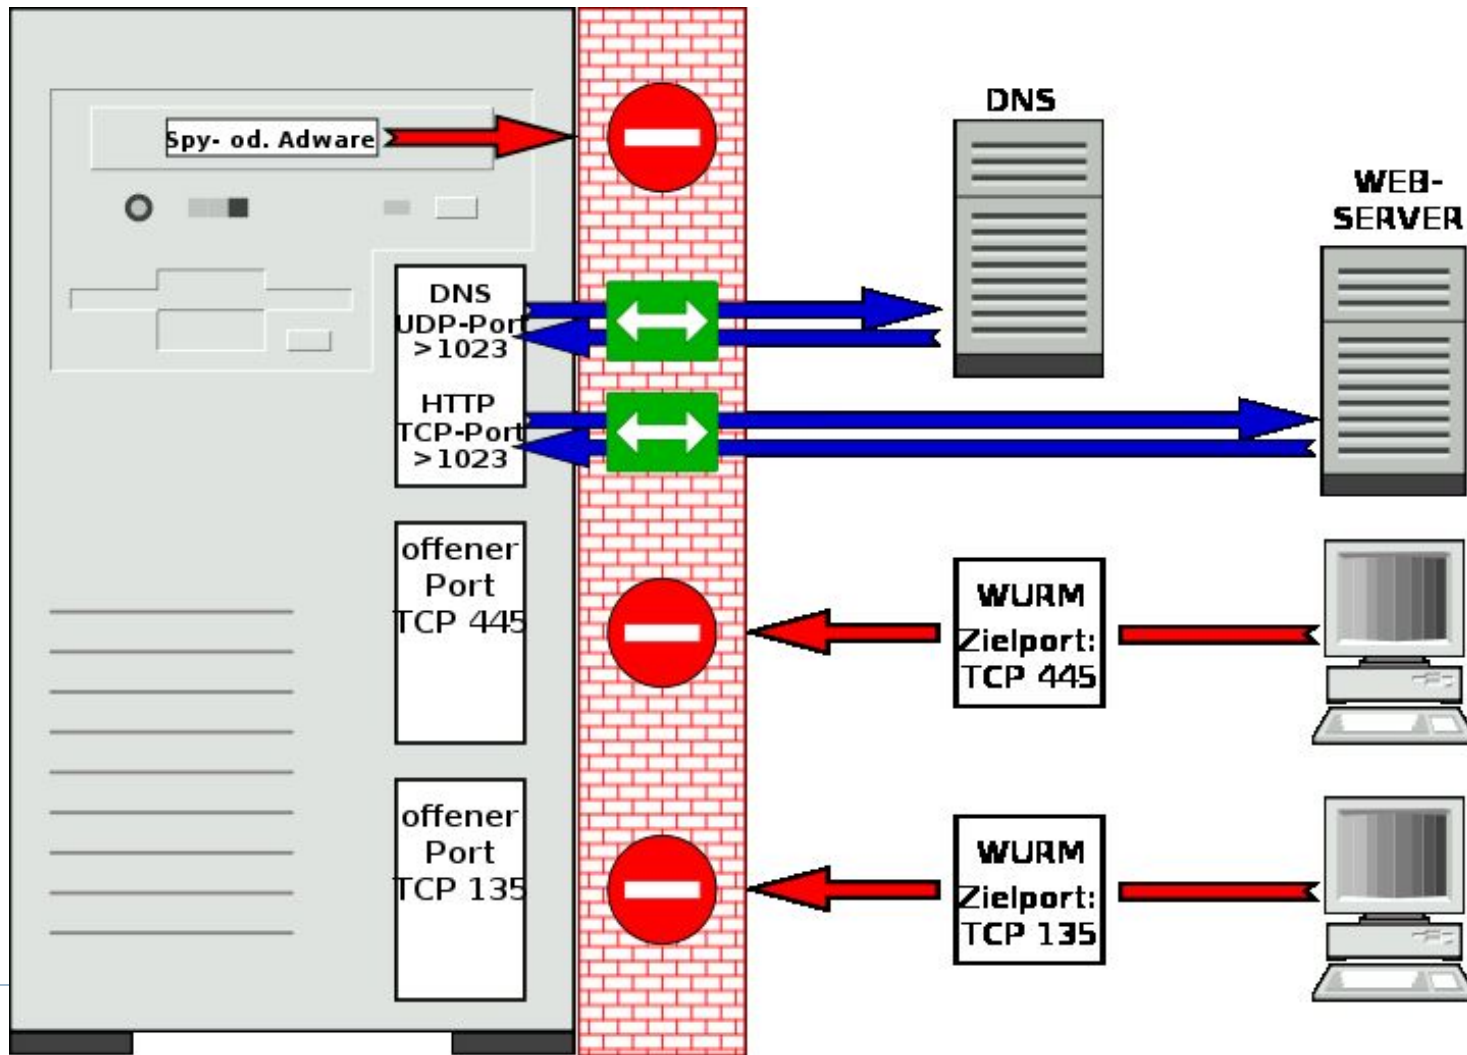 Spy- od. Adware
DNS
UDP-Port
>1023
HTTP
TCP-Port
>1023
offener
Port
TCP 445
offener
Port
TCP 135
DNS
WEB-
SERVER
WURM
Zielport:
TCP 445
WURM
Zielport:
TCP 135